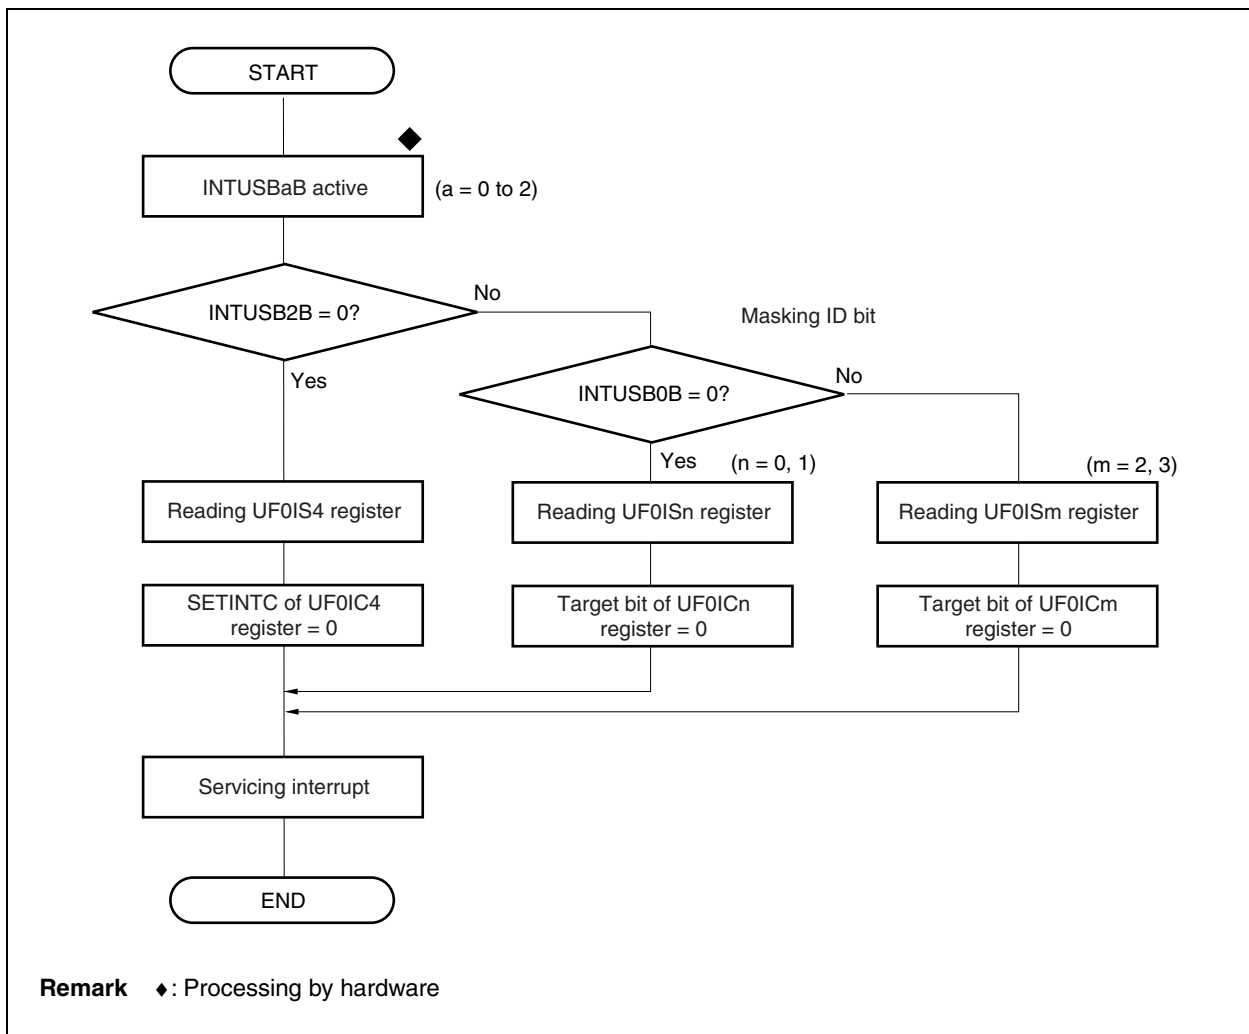 START
INTUSBaB active
(a = 0 to 2)
INTUSB2B = 0?
No
Masking ID bit
Yes
INTUSB0B = 0?
No
Yes
(n = 0, 1)
(m = 2, 3)
Reading UF0IS4 register
Reading UF0ISn register
Reading UF0ISm register
SETINTC of UF0IC4
register = 0
Target bit of UF0ICn
register = 0
Target bit of UF0ICm
register = 0
Servicing interrupt
END
Remark ♦: Processing by hardware